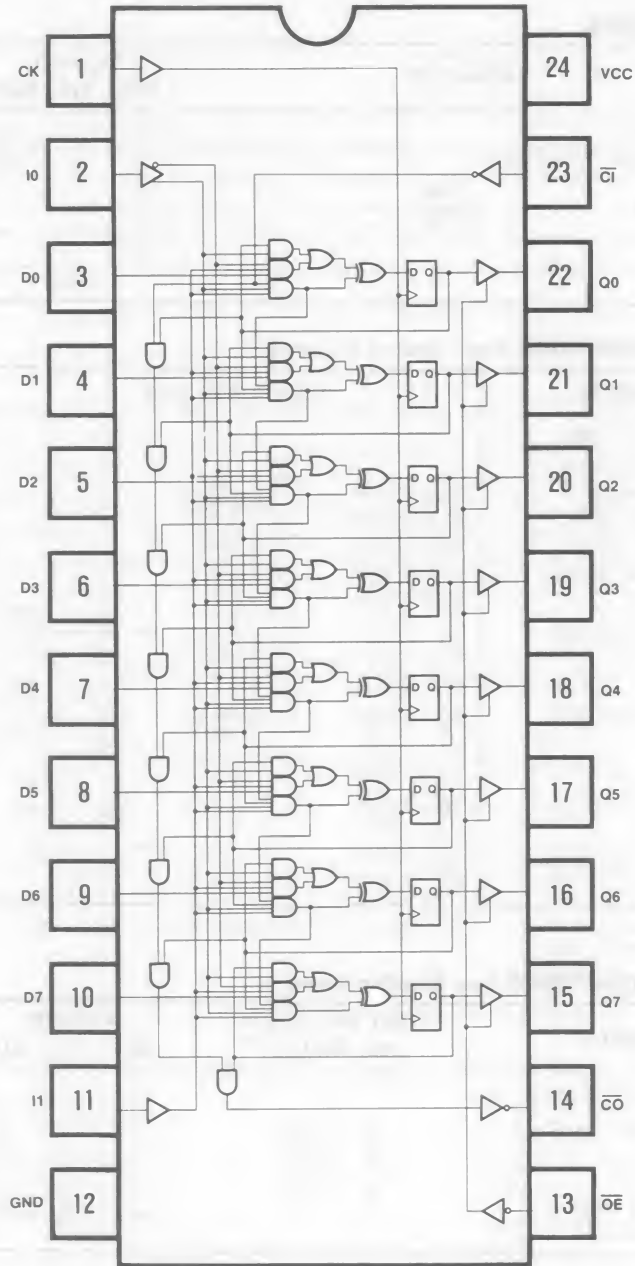 CK 1
24 VCC
I0 2
23 CI
D0 3
22 Q0
D1 4
21 Q1
D2 5
20 Q2
D3 6
19 Q3
D4 7
18 Q4
D5 8
17 Q5
D6 9
16 Q6
D7 10
15 Q7
I1 11
14 CO
GND 12
13 OE
D Q
D Q
D Q
D Q
D Q
D Q
D Q
D Q